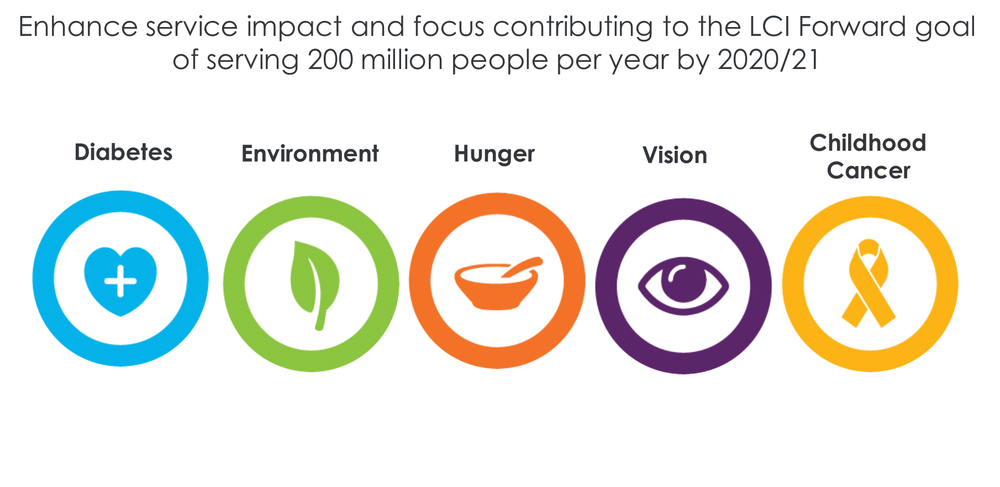 Enhance service impact and focus contributing to the LCI Forward goal
of serving 200 million people per year by 2020/21
Diabetes
Environment
Hunger
Vision
Childhood
Cancer